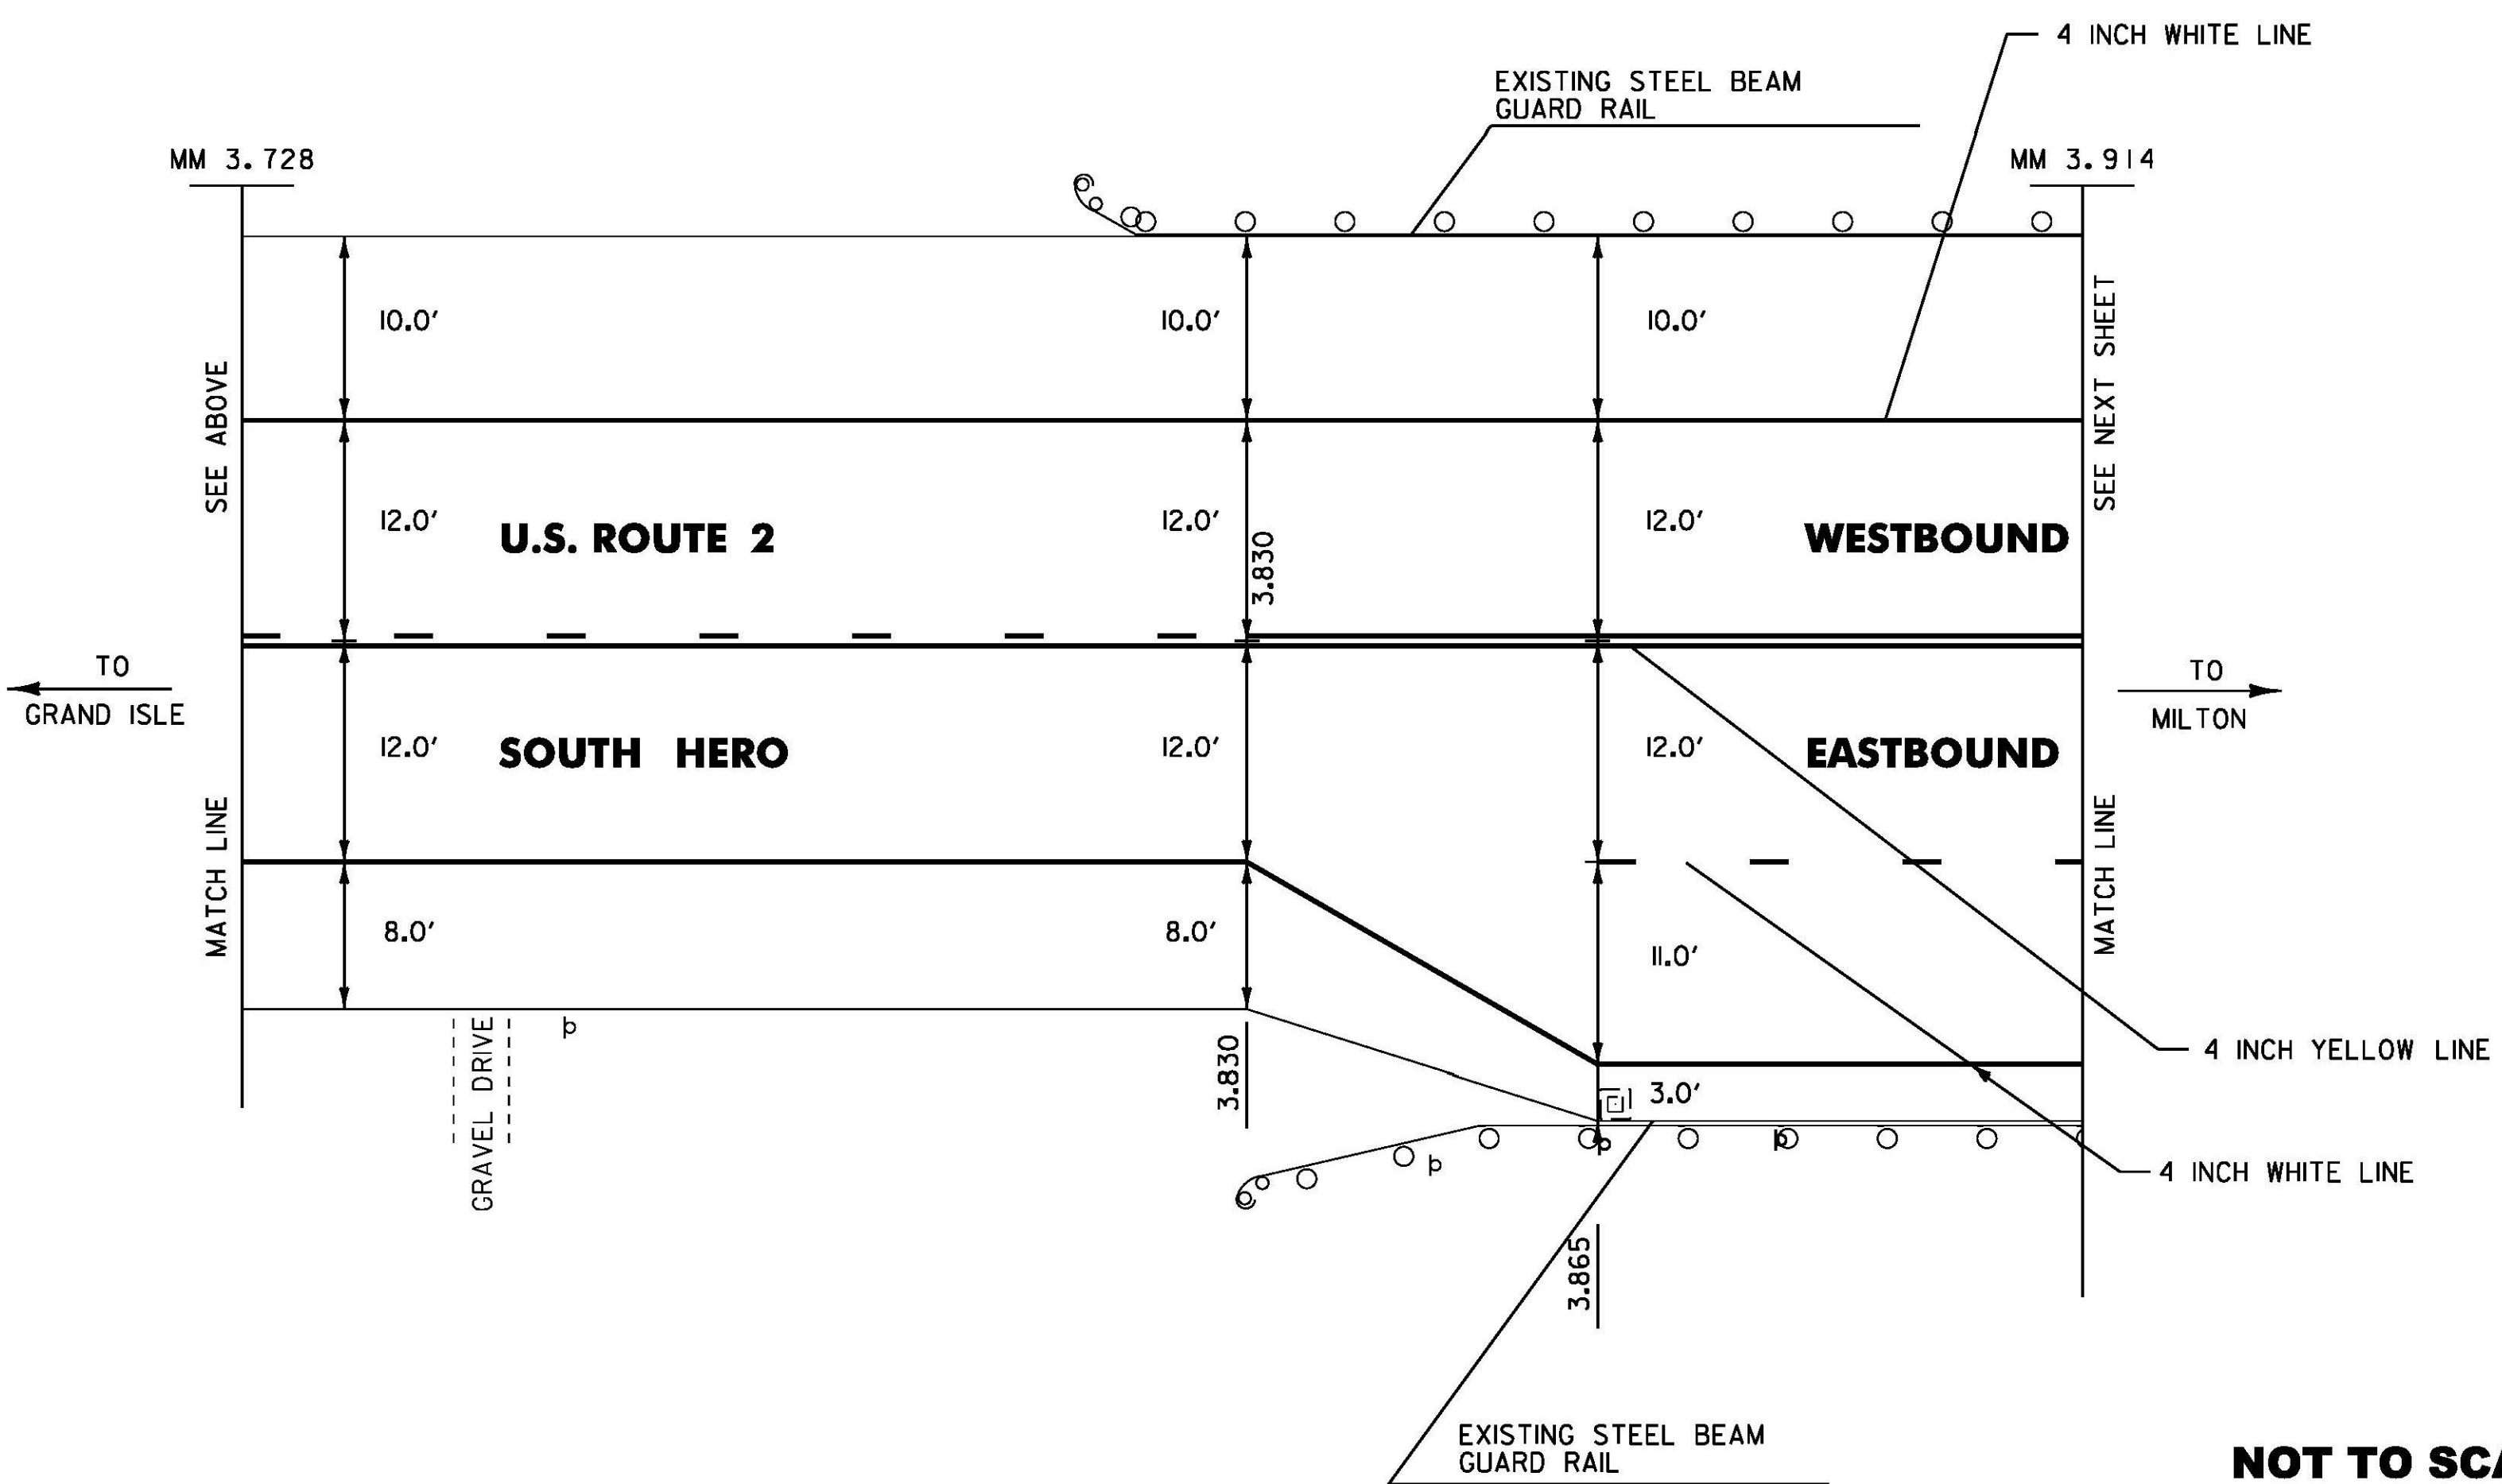 4 INCH WHITE LINE
EXISTING STEEL BEAM
GUARD RAIL
MM 3.728
MM 3.914
10.0'
10.0'
10.0'
SEE ABOVE
SEE NEXT SHEET
12.0'
U.S. ROUTE 2
12.0'
3.830
12.0'
WESTBOUND
TO
GRAND ISLE
TO
MILTON
12.0'
SOUTH HERO
12.0'
12.0'
EASTBOUND
MATCH LINE
MATCH LINE
8.0'
8.0'
11.0'
4 INCH YELLOW LINE
GRAVEL DRIVE
3.830
3.0'
4 INCH WHITE LINE
3.865
EXISTING STEEL BEAM
GUARD RAIL
NOT TO